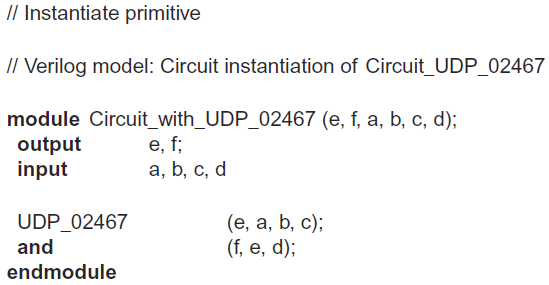 // Instantiate primitive
// Verilog model: Circuit instantiation of Circuit_UDP_02467
module Circuit_with_UDP_02467 (e, f, a, b, c, d);
output e, f;
input a, b, c, d
UDP_02467 (e, a, b, c);
and (f, e, d);
endmodule